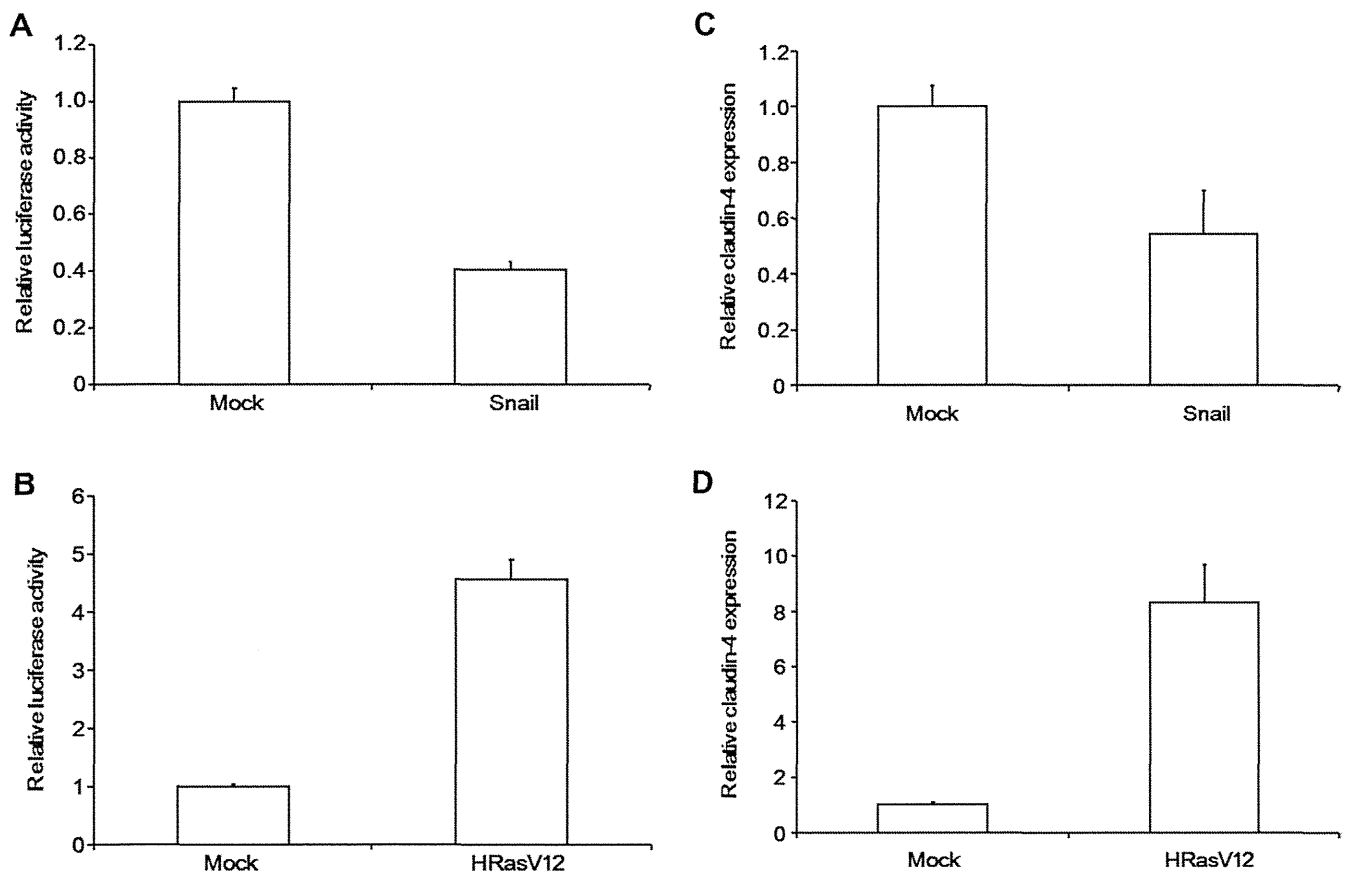 A
Relative luciferase activity
1.2
1.0
0.8
0.6
0.4
0.2
0
Mock
Snail
C
Relative claudin-4 expression
1.2
1.0
0.8
0.6
0.4
0.2
0
Mock
Snail
B
Relative luciferase activity
6
5
4
3
2
1
0
Mock
HRasV12
D
Relative claudin-4 expression
12
10
8
6
4
2
0
Mock
HRasV12